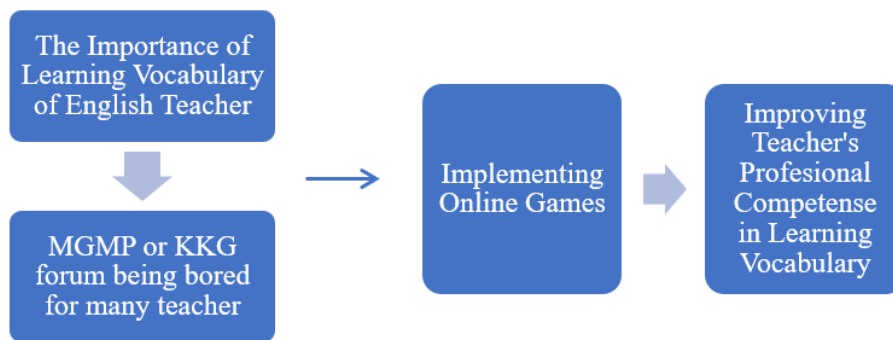 The Importance of
Learning Vocabulary
of English Teacher
MGMP or KKG
forum being bored
for many teacher
Implementing
Online Games
Improving
Teacher's
Profesional
Competense
in Learning
Vocabulary